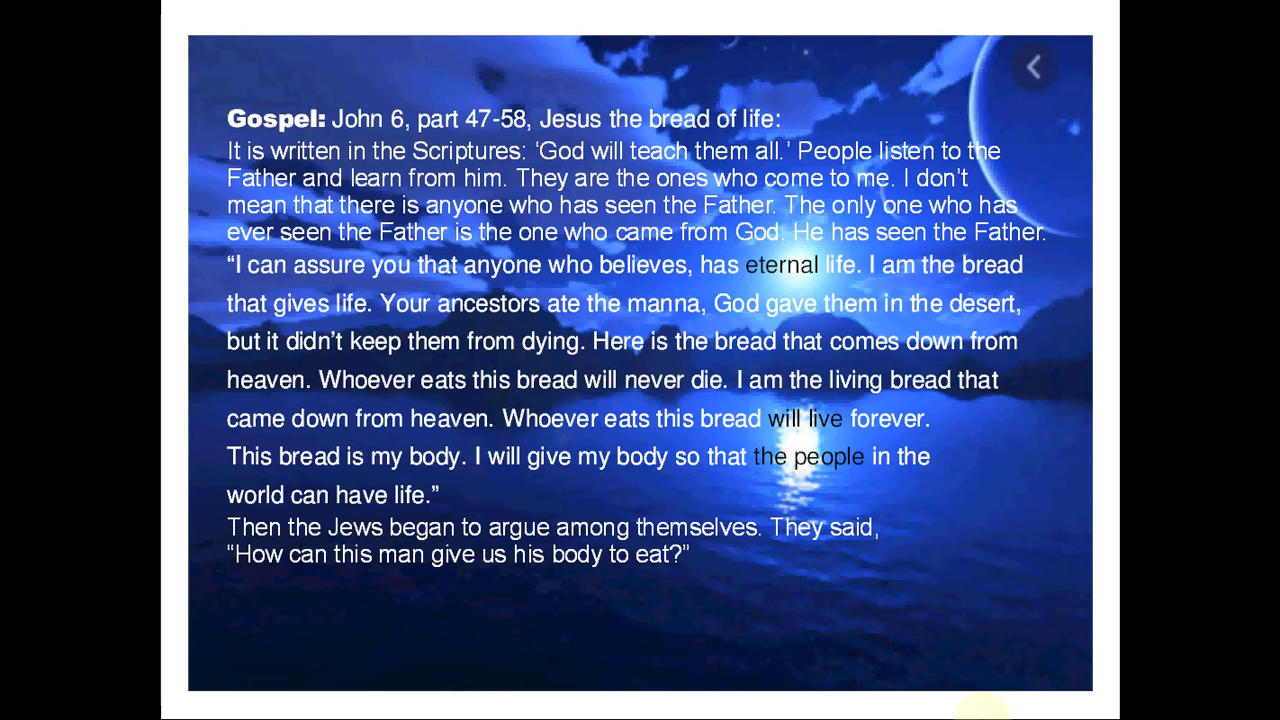 Gospel: John 6, part 47-58, Jesus the bread of life:
It is written in the Scriptures: ‘God will teach them all.’ People listen to the
Father and learn from him. They are the ones who come to me. I don’t
mean that there is anyone who has seen the Father. The only one who has
ever seen the Father is the one who came from God. He has seen the Father.
“I can assure you that anyone who believes, has eternal life. I am the bread
that gives life. Your ancestors ate the manna, God gave them in the desert,
but it didn’t keep them from dying. Here is the bread that comes down from
heaven. Whoever eats this bread will never die. I am the living bread that
came down from heaven. Whoever eats this bread will live forever.
This bread is my body. I will give my body so that the people in the
world can have life.”
Then the Jews began to argue among themselves. They said,
“How can this man give us his body to eat?”